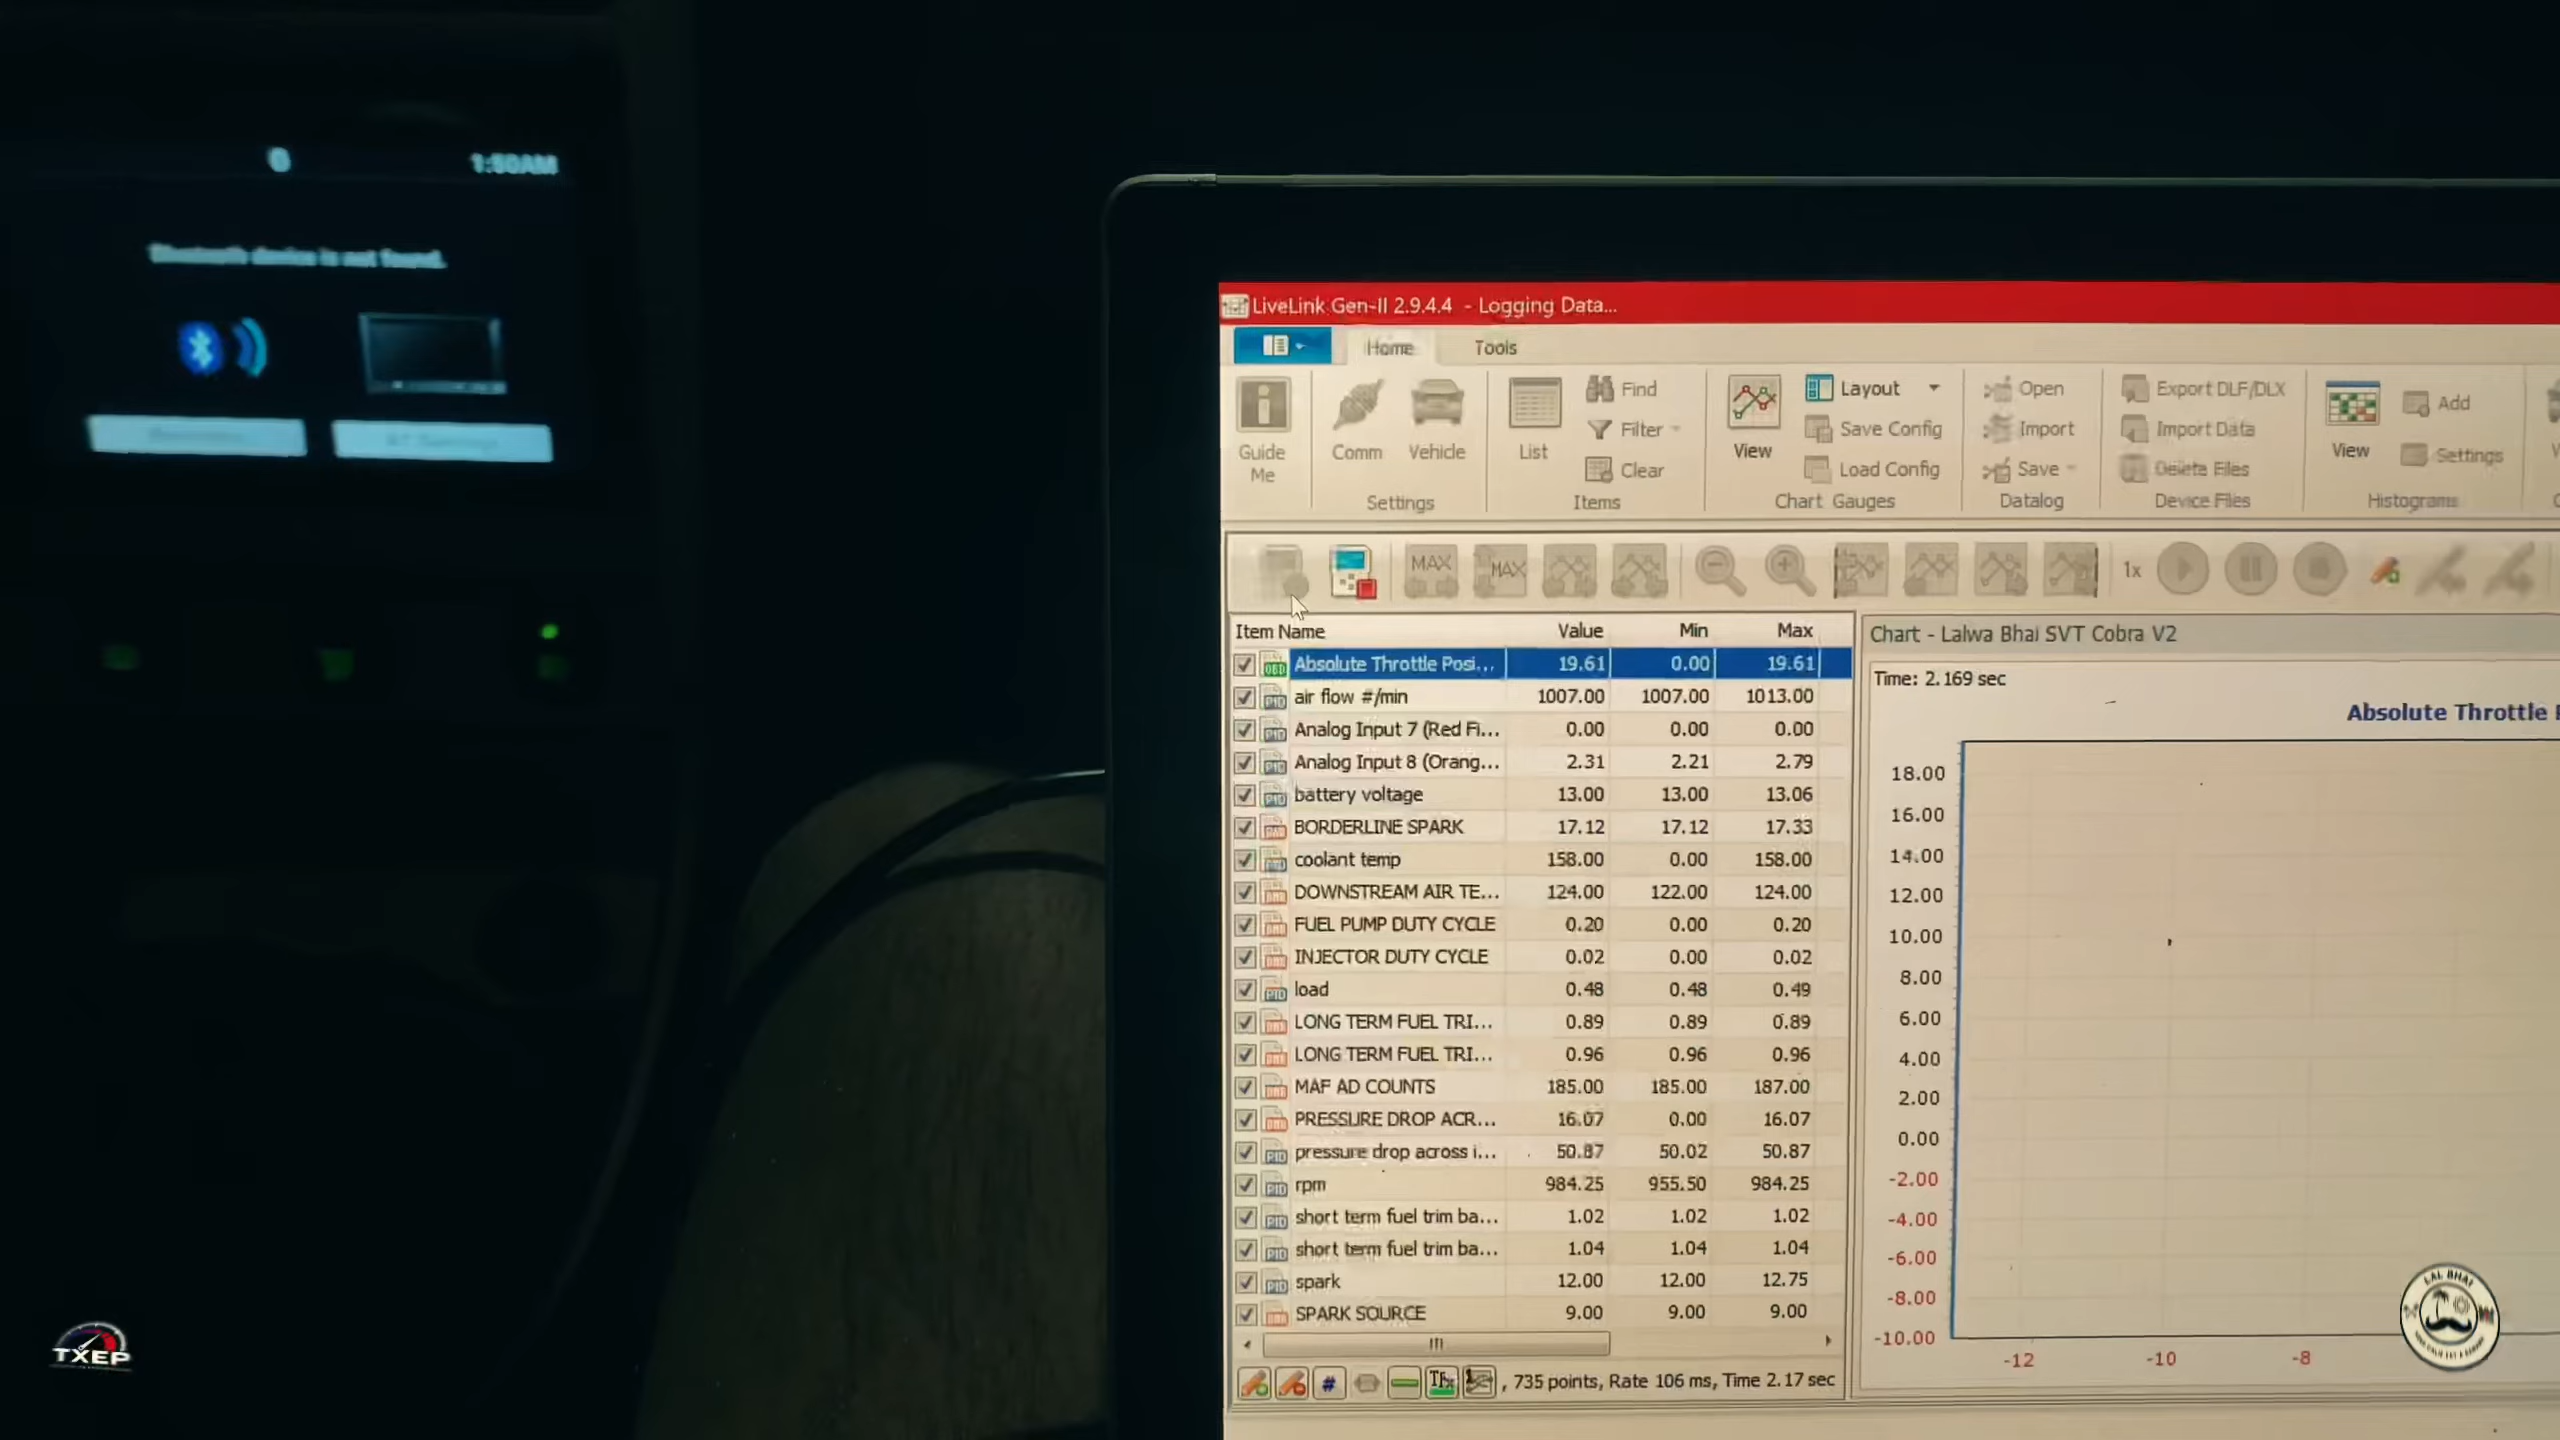 1:50AM
Bluetooth device is not found.
LiveLink Gen-II 2.9.4.4 - Logging Data...
Home
Tools
Guide Me
Comm
Vehicle
Settings
List
Find
Filter
Clear
Items
View
Layout
Save Config
Load Config
Chart Gauges
Open
Import
Save
Datalog
Export DLF/DLX
Import Data
Delete Files
Device Files
View
Add
Settings
Histograms
MAX
MAX
1x
Item Name Value Min Max
Absolute Throttle Posi... 19.61 0.00 19.61
air flow #/min 1007.00 1007.00 1013.00
Analog Input 7 (Red Fi... 0.00 0.00 0.00
Analog Input 8 (Orang... 2.31 2.21 2.79
battery voltage 13.00 13.00 13.06
BORDERLINE SPARK 17.12 17.12 17.33
coolant temp 158.00 0.00 158.00
DOWNSTREAM AIR TE... 124.00 122.00 124.00
FUEL PUMP DUTY CYCLE 0.20 0.00 0.20
INJECTOR DUTY CYCLE 0.02 0.00 0.02
load 0.48 0.48 0.49
LONG TERM FUEL TRI... 0.89 0.89 0.89
LONG TERM FUEL TRI... 0.96 0.96 0.96
MAF AD COUNTS 185.00 185.00 187.00
PRESSURE DROP ACR... 16.07 0.00 16.07
pressure drop across i... 50.87 50.02 50.87
rpm 984.25 955.50 984.25
short term fuel trim ba... 1.02 1.02 1.02
short term fuel trim ba... 1.04 1.04 1.04
spark 12.00 12.00 12.75
SPARK SOURCE 9.00 9.00 9.00
, 735 points, Rate 106 ms, Time 2.17 sec
Chart - Lalwa Bhai SVT Cobra V2
Time: 2.169 sec
Absolute Throttle
18.00
16.00
14.00
12.00
10.00
8.00
6.00
4.00
2.00
0.00
-2.00
-4.00
-6.00
-8.00
-10.00
-12 -10 -8
TXEP
LAL BHAI